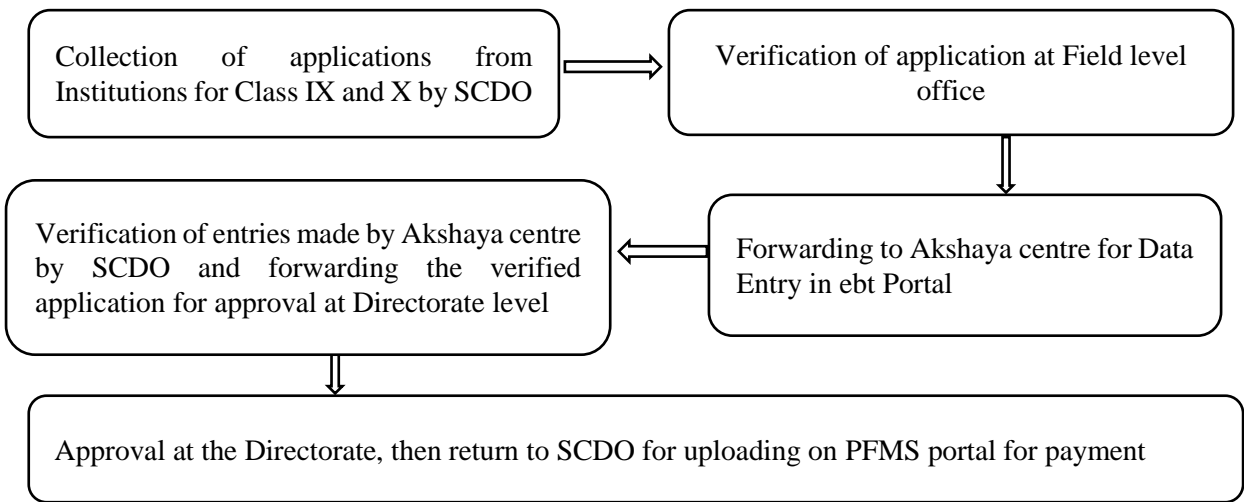 Collection of applications from
Institutions for Class IX and X by SCDO
Verification of application at Field level
office
Forwarding to Akshaya centre for Data
Entry in ebt Portal
Verification of entries made by Akshaya centre
by SCDO and forwarding the verified
application for approval at Directorate level
Approval at the Directorate, then return to SCDO for uploading on PFMS portal for payment